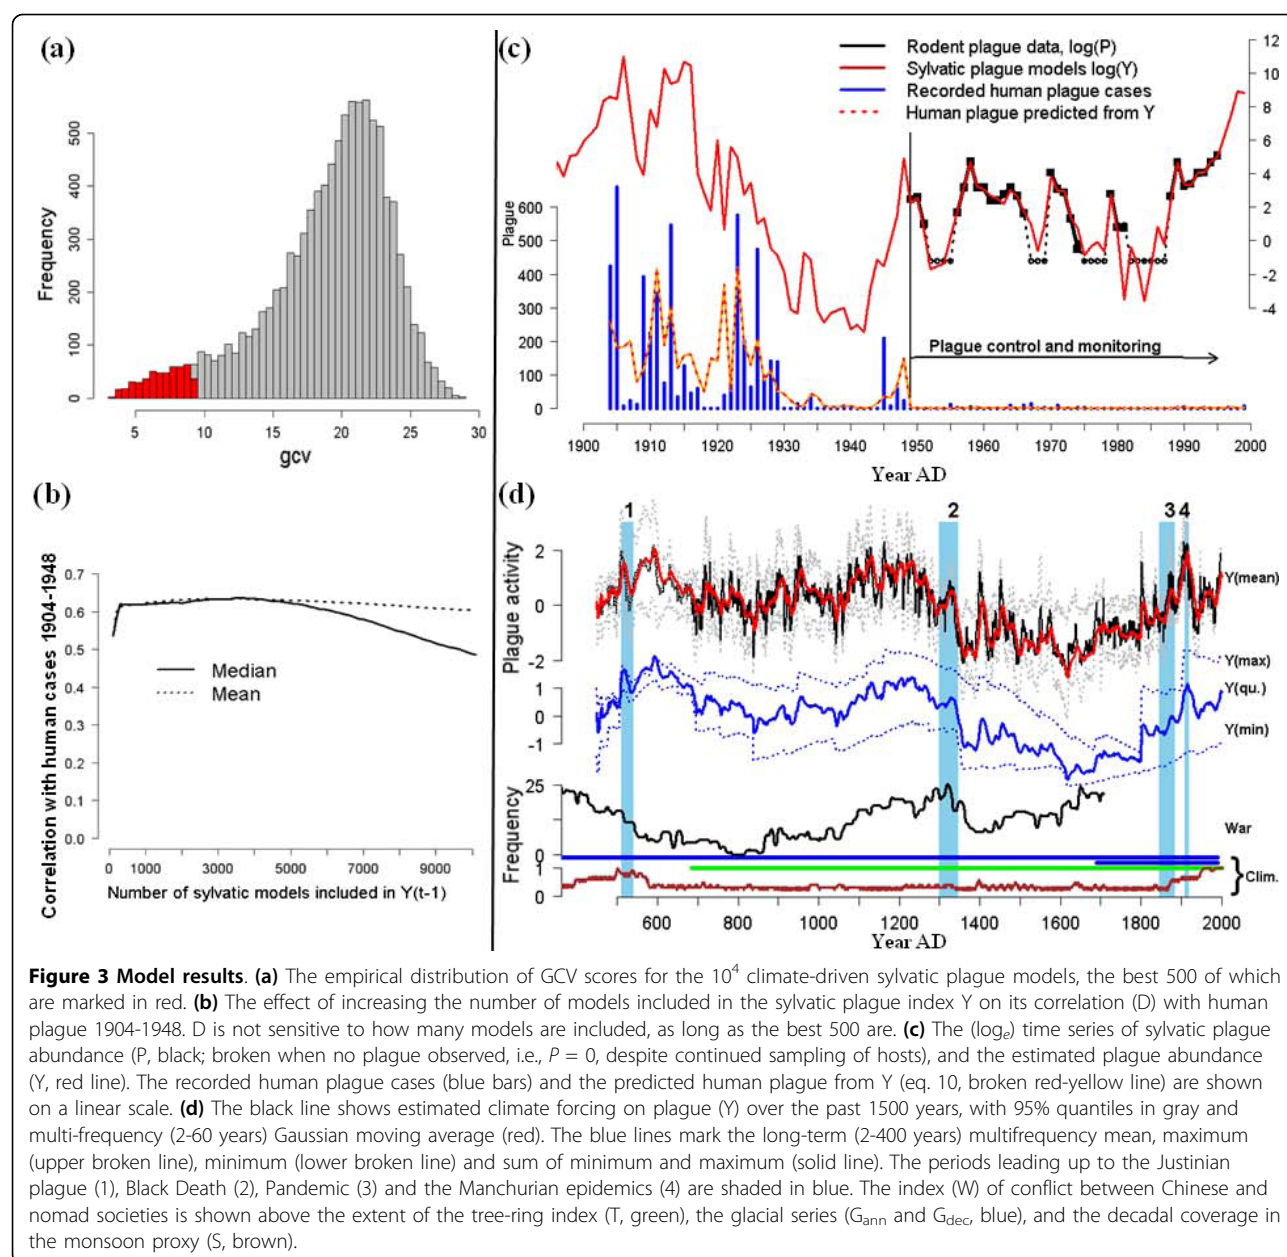 (a)
Frequency
0 100 200 300 400 500
5 10 15 20 25 30
gcv
(b)
Correlation with human cases 1904-1948
0.7
0.6
0.5
0.4
0.3
0.2
0.1
0.0
Median
Mean
0 1000 3000 5000 7000 9000
Number of sylvatic models included in Y(t-1)
(c)
Rodent plague data, log(P)
Sylvatic plague models log(Y)
Recorded human plague cases
Human plague predicted from Y
12
10
8
6
4
2
0
-2
-4
Plague
600
500
400
300
200
100
0
Plague control and monitoring
1900 1910 1920 1930 1940 1950 1960 1970 1980 1990 2000
Year AD
(d)
1 2 3 4
Plague activity
2
0
-2
Y(mean)
1
0
-1
Y(max)
Y(qu.)
Y(min)
Frequency
25
0
1
0
War
} Clim.
600 800 1000 1200 1400 1600 1800 2000
Year AD
Figure 3 Model results. (a) The empirical distribution of GCV scores for the 10⁴ climate-driven sylvatic plague models, the best 500 of which
are marked in red. (b) The effect of increasing the number of models included in the sylvatic plague index Y on its correlation (D) with human
plague 1904-1948. D is not sensitive to how many models are included, as long as the best 500 are. (c) The (logₑ) time series of sylvatic plague
abundance (P, black; broken when no plague observed, i.e., P = 0, despite continued sampling of hosts), and the estimated plague abundance
(Y, red line). The recorded human plague cases (blue bars) and the predicted human plague from Y (eq. 10, broken red-yellow line) are shown
on a linear scale. (d) The black line shows estimated climate forcing on plague (Y) over the past 1500 years, with 95% quantiles in gray and
multi-frequency (2-60 years) Gaussian moving average (red). The blue lines mark the long-term (2-400 years) multifrequency mean, maximum
(upper broken line), minimum (lower broken line) and sum of minimum and maximum (solid line). The periods leading up to the Justinian
plague (1), Black Death (2), Pandemic (3) and the Manchurian epidemics (4) are shaded in blue. The index (W) of conflict between Chinese and
nomad societies is shown above the extent of the tree-ring index (T, green), the glacial series (Gann and Gdec, blue), and the decadal coverage in
the monsoon proxy (S, brown).